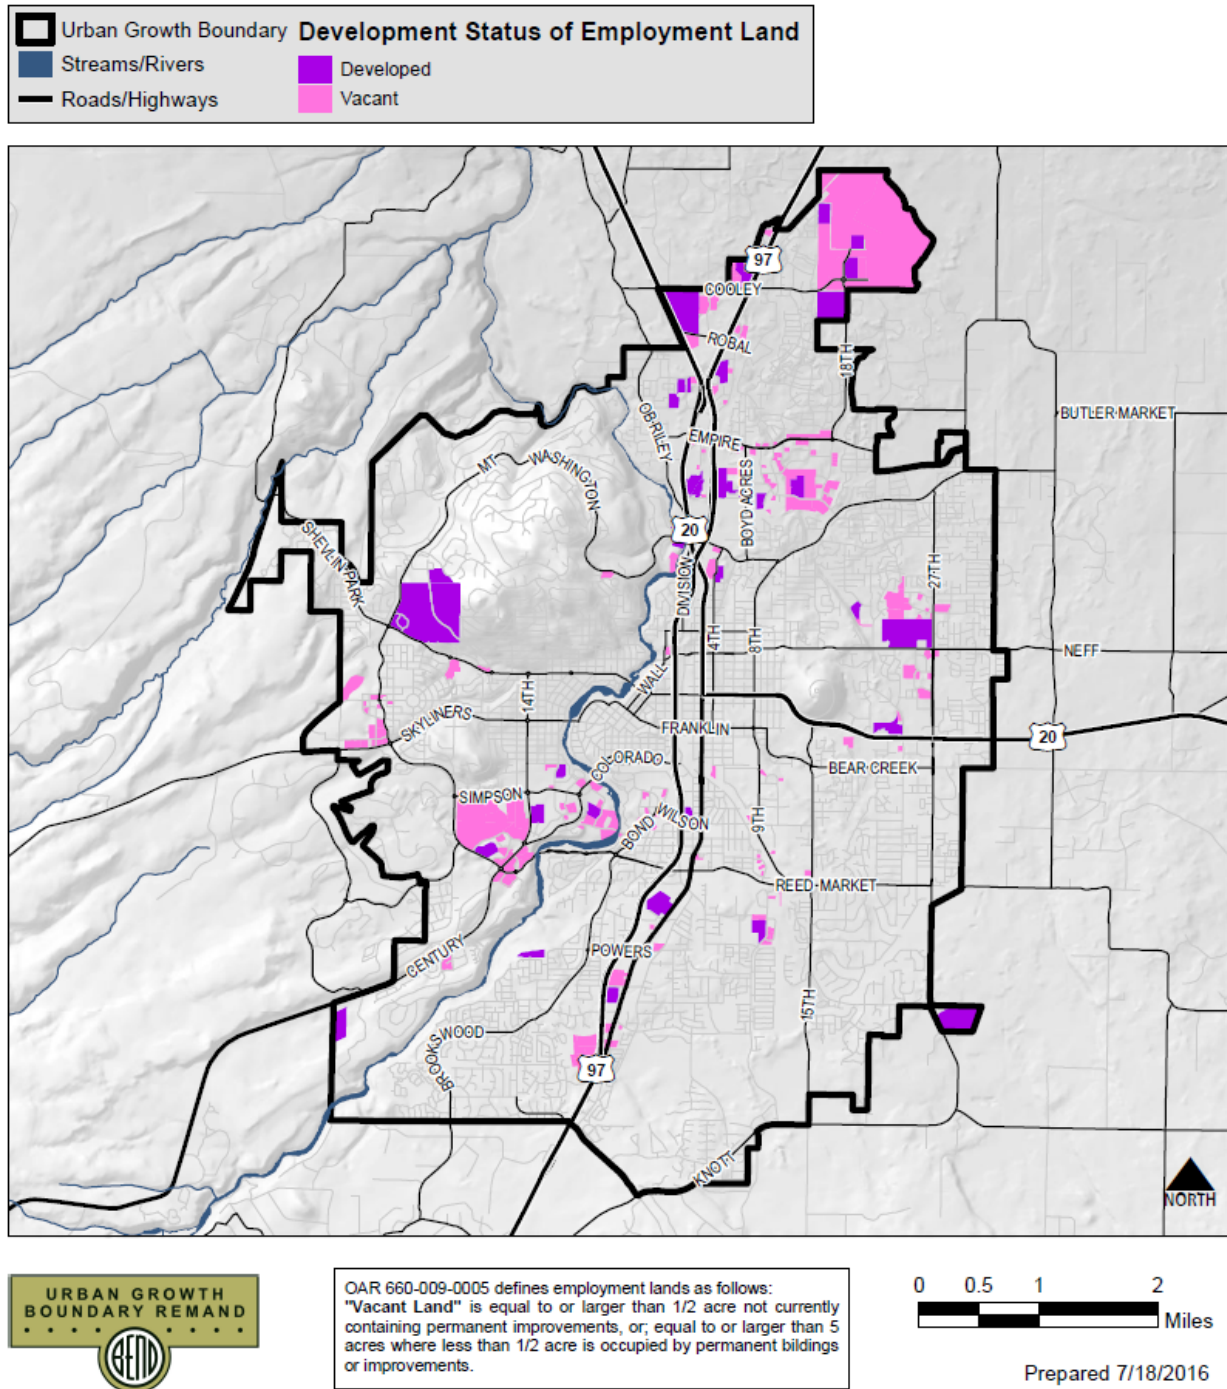 Urban Growth Boundary
Streams/Rivers
Roads/Highways
Development Status of Employment Land
Developed
Vacant
97
COOLEY
ROBAL
18TH
BUTLER MARKET
OB RILEY
EMPIRE
MT
WASHINGTON
BOYD ACRES
20
SHEVLIN PARK
DIVISION
27TH
4TH
8TH
NEFF
WALL
14TH
SKYLINERS
FRANKLIN
20
COLORADO
BEAR CREEK
SIMPSON
BOND
WILSON
9TH
REED MARKET
CENTURY
POWERS
15TH
BROOKSWOOD
97
KNOTT
NORTH
URBAN GROWTH
BOUNDARY REMAND
BEND
OAR 660-009-0005 defines employment lands as follows:
"Vacant Land" is equal to or larger than 1/2 acre not currently
containing permanent improvements, or; equal to or larger than 5
acres where less than 1/2 acre is occupied by permanent bildings
or improvements.
0 0.5 1 2
Miles
Prepared 7/18/2016